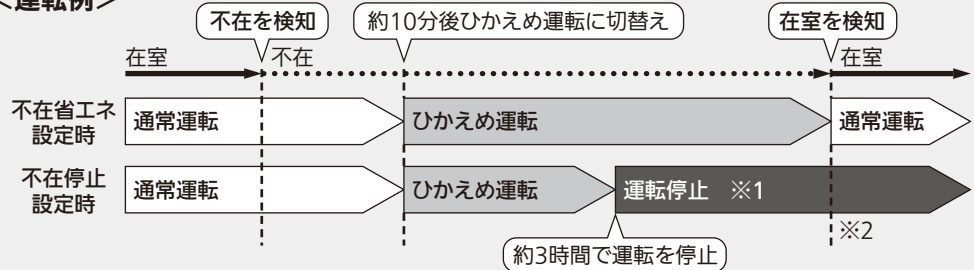 <運転例>
不在を検知
約10分後ひかえめ運転に切替え
在室を検知
在室
不在
在室
不在省エネ
設定時
通常運転
ひかえめ運転
通常運転
不在停止
設定時
通常運転
ひかえめ運転
運転停止 ※1
※2
約3時間で運転を停止